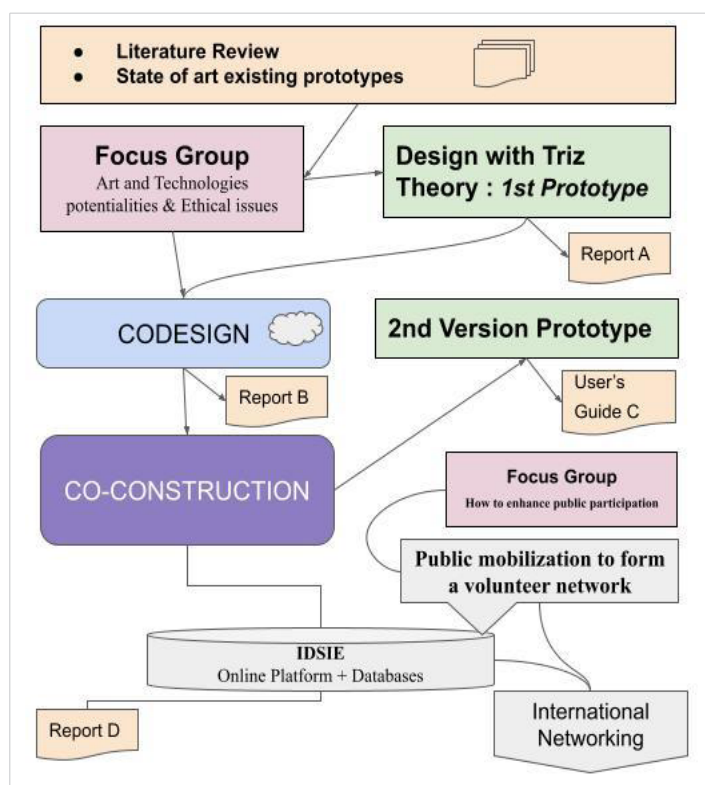 ● Literature Review
● State of art existing prototypes
Focus Group
Art and Technologies
potentialities & Ethical issues
Design with Triz
Theory : 1st Prototype
Report A
CODESIGN
2nd Version Prototype
Report B
User's
Guide C
CO-CONSTRUCTION
Focus Group
How to enhance public participation
Public mobilization to form
a volunteer network
IDSIE
Online Platform + Databases
Report D
International
Networking